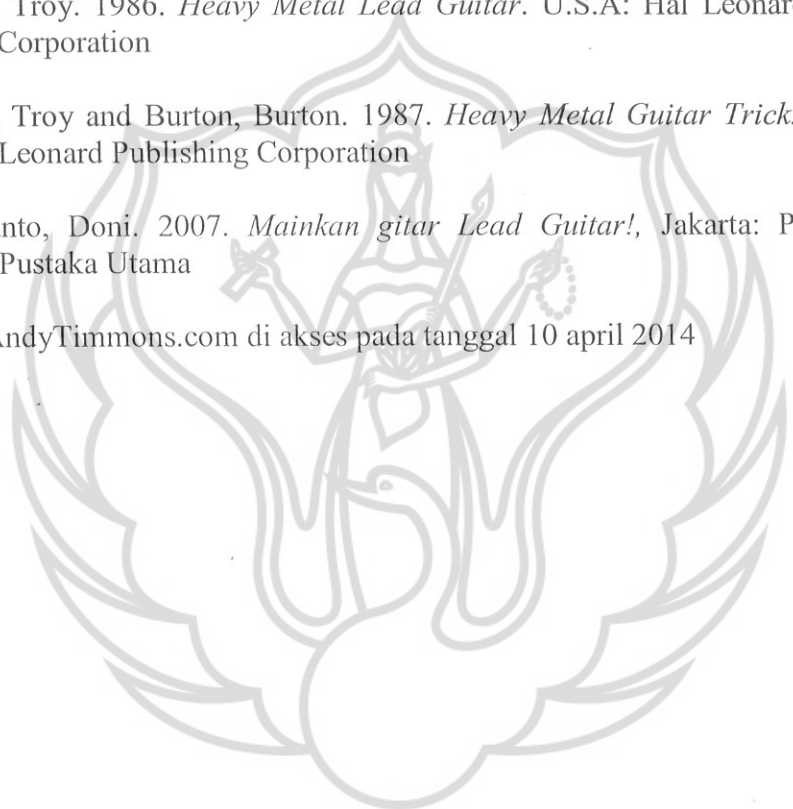 Troy. 1986. Heavy Metal Lead Guitar. U.S.A: Hal Leonar
Corporation
Troy and Burton, Burton. 1987. Heavy Metal Guitar Tricks
Leonard Publishing Corporation
nto, Doni. 2007. Mainkan gitar Lead Guitar!, Jakarta: P
Pustaka Utama
AndyTimmons.com di akses pada tanggal 10 april 2014